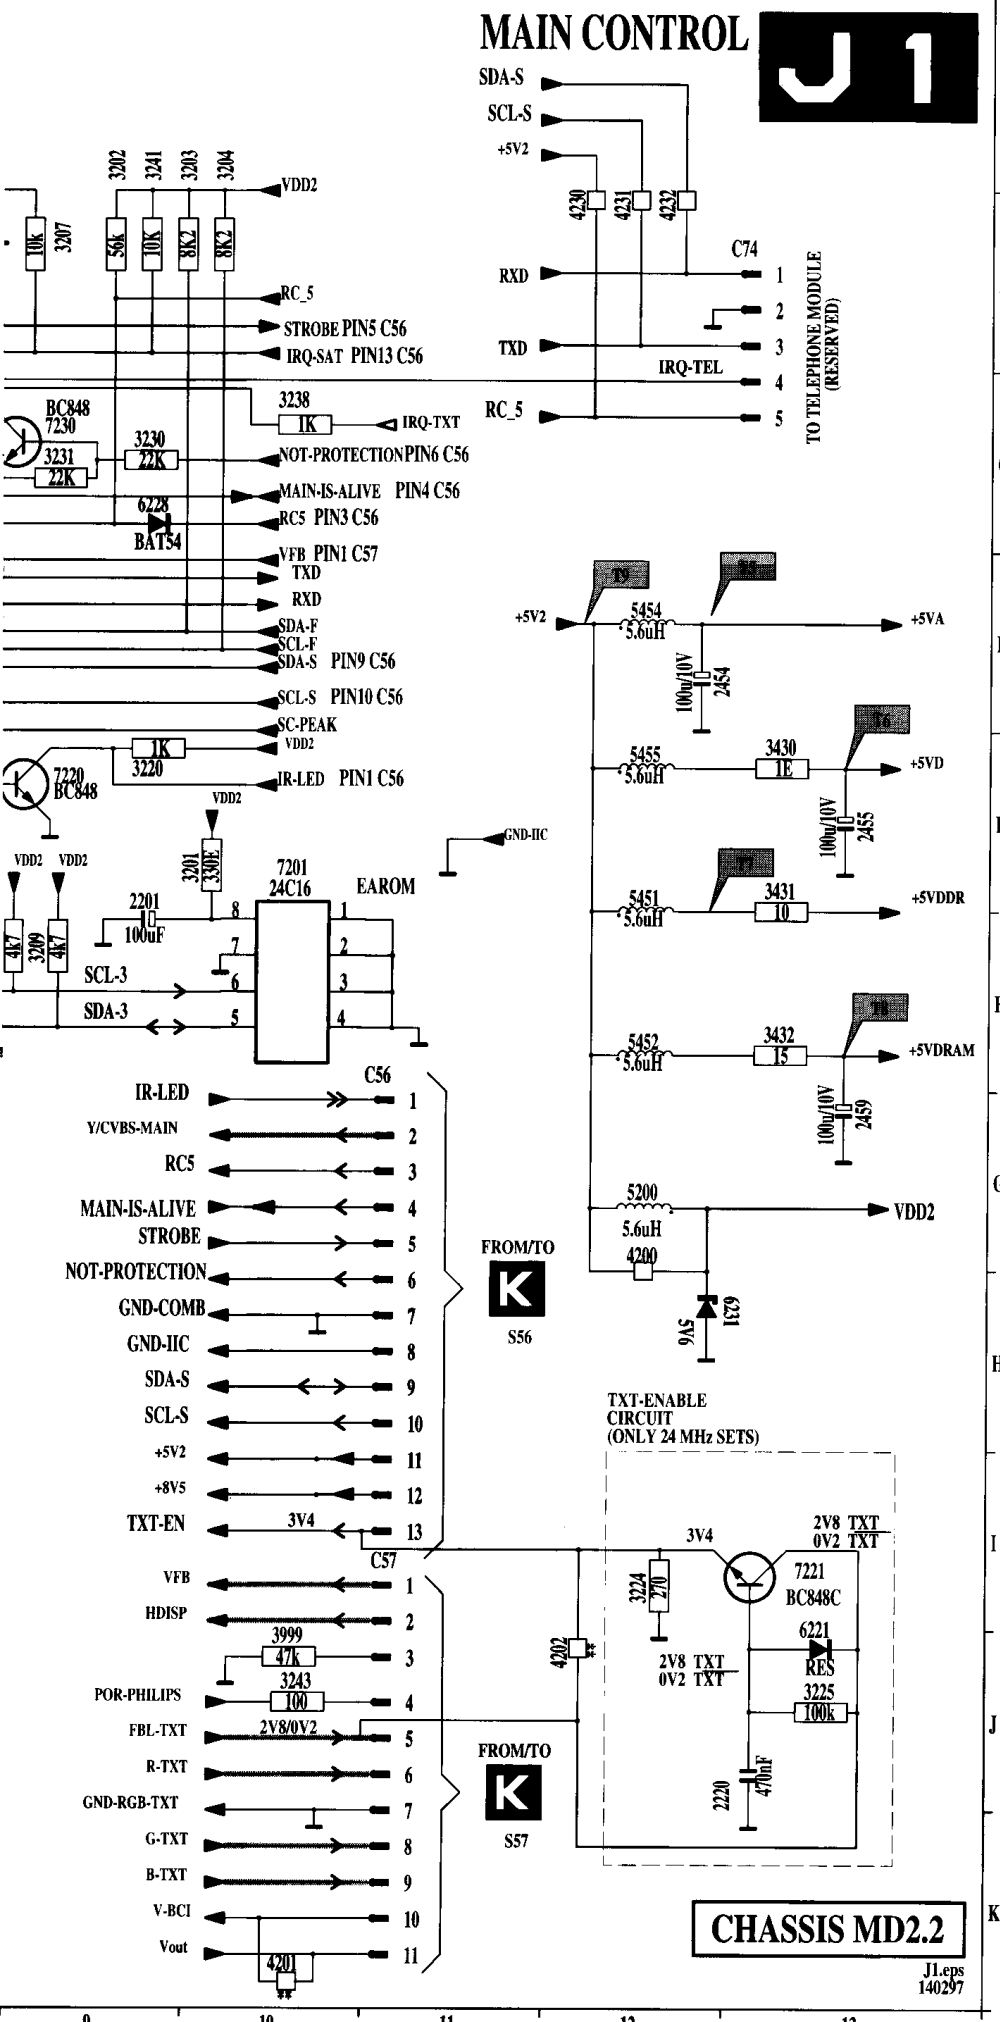 MAIN CONTROL
J 1
SDA-S
SCL-S
+5V2
4230
4231
4232
C74
RXD
1
2
TXD
3
IRQ-TEL
4
RC_5
5
TO TELEPHONE MODULE
(RESERVED)
3202
3241
3203
3204
VDD2
10k
3207
56k
10K
8K2
8K2
RC_5
STROBE PIN5 C56
IRQ-SAT PIN13 C56
BC848
7230
3238
1K
IRQ-TXT
3231
22K
3230
22K
NOT-PROTECTION PIN6 C56
MAIN-IS-ALIVE PIN4 C56
6228
BAT54
RC5 PIN3 C56
VFB PIN1 C57
TXD
RXD
SDA-F
SCL-F
SDA-S PIN9 C56
SCL-S PIN10 C56
SC-PEAK
1K
3220
VDD2
7220
BC848
IR-LED PIN1 C56
VDD2
GND-IIC
VDD2
VDD2
3201
330E
7201
24C16
EAROM
2201
100uF
4k7
3209
4k7
8
1
7
2
SCL-3
6
3
SDA-3
5
4
T9
T5
+5V2
5454
5.6uH
+5VA
100u/10V
2454
T6
5455
5.6uH
3430
1E
+5VD
100u/10V
2455
T7
5451
5.6uH
3431
10
+5VDDR
T8
5452
5.6uH
3432
15
+5VDRAM
100u/10V
2459
5200
5.6uH
VDD2
4200
6231
5V6
C56
IR-LED
1
Y/CVBS-MAIN
2
RC5
3
MAIN-IS-ALIVE
4
STROBE
5
NOT-PROTECTION
6
GND-COMB
7
GND-IIC
8
SDA-S
9
SCL-S
10
+5V2
11
+8V5
12
TXT-EN
3V4
13
FROM/TO
K
S56
C57
VFB
1
HDISP
2
3999
47k
3
3243
POR-PHILIPS
100
4
FBL-TXT
2V8/0V2
5
R-TXT
6
GND-RGB-TXT
7
G-TXT
8
B-TXT
9
V-BCI
10
Vout
11
4201
**
FROM/TO
K
S57
TXT-ENABLE
CIRCUIT
(ONLY 24 MHz SETS)
3V4
2V8 TXT
0V2 TXT
3224
270
7221
BC848C
4202
**
6221
RES
2V8 TXT
0V2 TXT
3225
100k
2220
470nF
CHASSIS MD2.2
J1.eps
140297
H
I
J
K
9
10
11
12
13